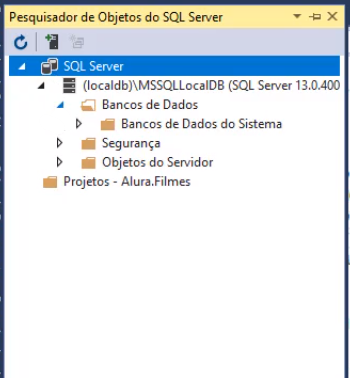 Pesquisador de Objetos do SQL Server
SQL Server
(localdb)\MSSQLLocalDB (SQL Server 13.0.400
Bancos de Dados
Bancos de Dados do Sistema
Segurança
Objetos do Servidor
Projetos - Alura.Filmes